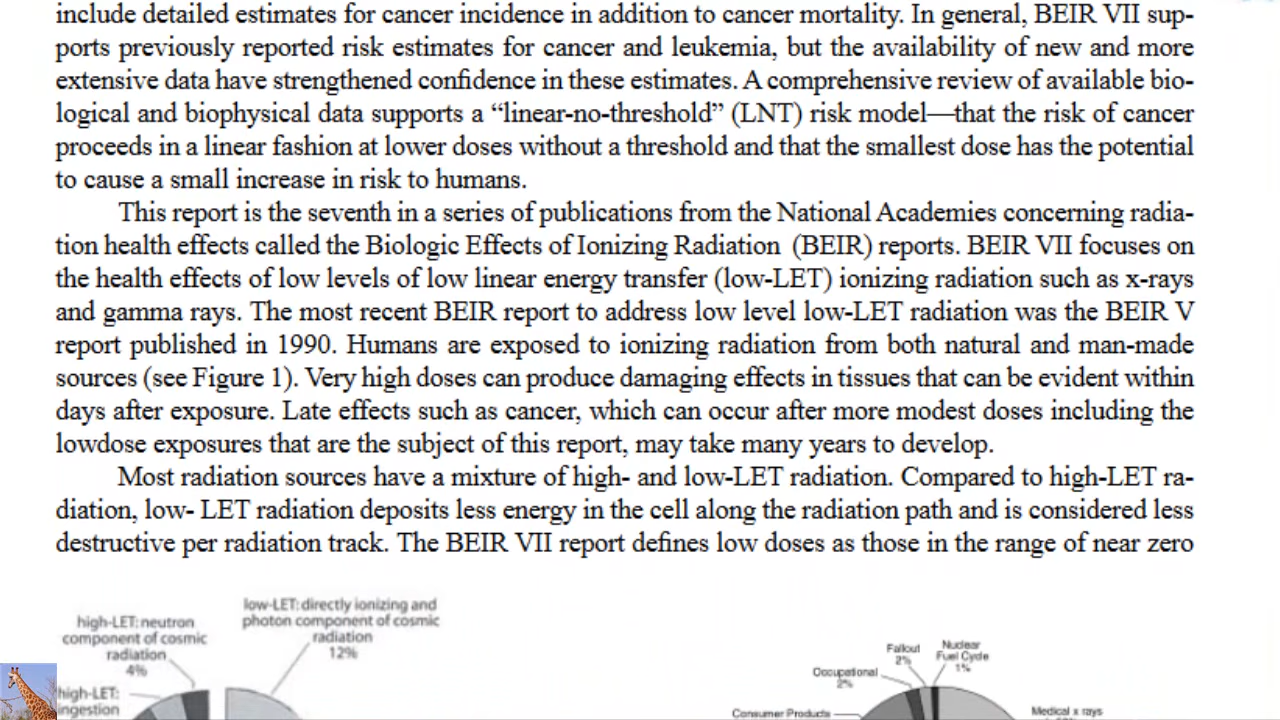 include detailed estimates for cancer incidence in addition to cancer mortality. In general, BEIR VII sup-
ports previously reported risk estimates for cancer and leukemia, but the availability of new and more
extensive data have strengthened confidence in these estimates. A comprehensive review of available bio-
logical and biophysical data supports a “linear-no-threshold” (LNT) risk model—that the risk of cancer
proceeds in a linear fashion at lower doses without a threshold and that the smallest dose has the potential
to cause a small increase in risk to humans.
This report is the seventh in a series of publications from the National Academies concerning radia-
tion health effects called the Biologic Effects of Ionizing Radiation (BEIR) reports. BEIR VII focuses on
the health effects of low levels of low linear energy transfer (low-LET) ionizing radiation such as x-rays
and gamma rays. The most recent BEIR report to address low level low-LET radiation was the BEIR V
report published in 1990. Humans are exposed to ionizing radiation from both natural and man-made
sources (see Figure 1). Very high doses can produce damaging effects in tissues that can be evident within
days after exposure. Late effects such as cancer, which can occur after more modest doses including the
lowdose exposures that are the subject of this report, may take many years to develop.
Most radiation sources have a mixture of high- and low-LET radiation. Compared to high-LET ra-
diation, low- LET radiation deposits less energy in the cell along the radiation path and is considered less
destructive per radiation track. The BEIR VII report defines low doses as those in the range of near zero
high-LET: neutron
component of cosmic
radiation
4%
low-LET: directly ionizing and
photon component of cosmic
radiation
12%
high-LET:
ingestion
Fallout
2%
Nuclear
Fuel Cycle
1%
Occupational
2%
Consumer Products
Medical x rays